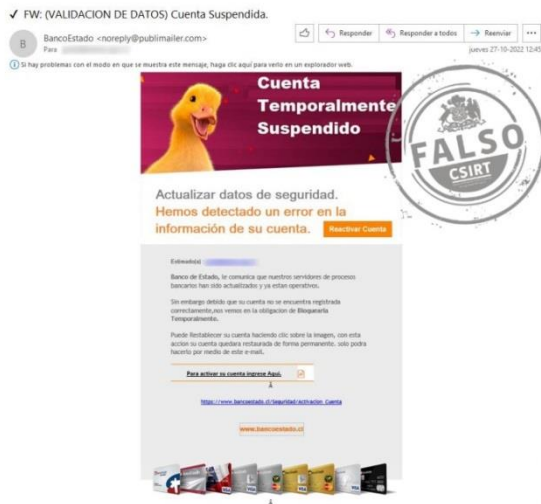 FW: (VALIDACION DE DATOS) Cuenta Suspendida.
B
BancoEstado <noreply@publimailer.com>
Para
Responder
Responder a todos
Reenviar
jueves 27-10-2022 12:45
Si hay problemas con el modo en que se muestra este mensaje, haga clic aquí para verlo en un explorador web.
Cuenta
Temporalmente
Suspendido
FALSO
CSIRT
Actualizar datos de seguridad.
Hemos detectado un error en la
información de su cuenta.
Reactivar Cuenta
Estimado(a)
Banco de Estado, le comunica que nuestros servidores de procesos
bancarios han sido actualizados y ya estan operativos.
Sin embargo debido que su cuenta no se encuentra registrada
correctamente,nos vemos en la obligacion de Bloquearla
Temporalmente.
Puede Restablecer su cuenta haciendo clic sobre la imagen, con esta
accion su cuenta quedara restaurada de forma permanente. solo podra
hacerlo por medio de este e-mail.
Para activar su cuenta ingrese Aqui.
https://www.bancoestado.cl/Seguridad/Activacion_Cuenta
www.bancoestado.cl